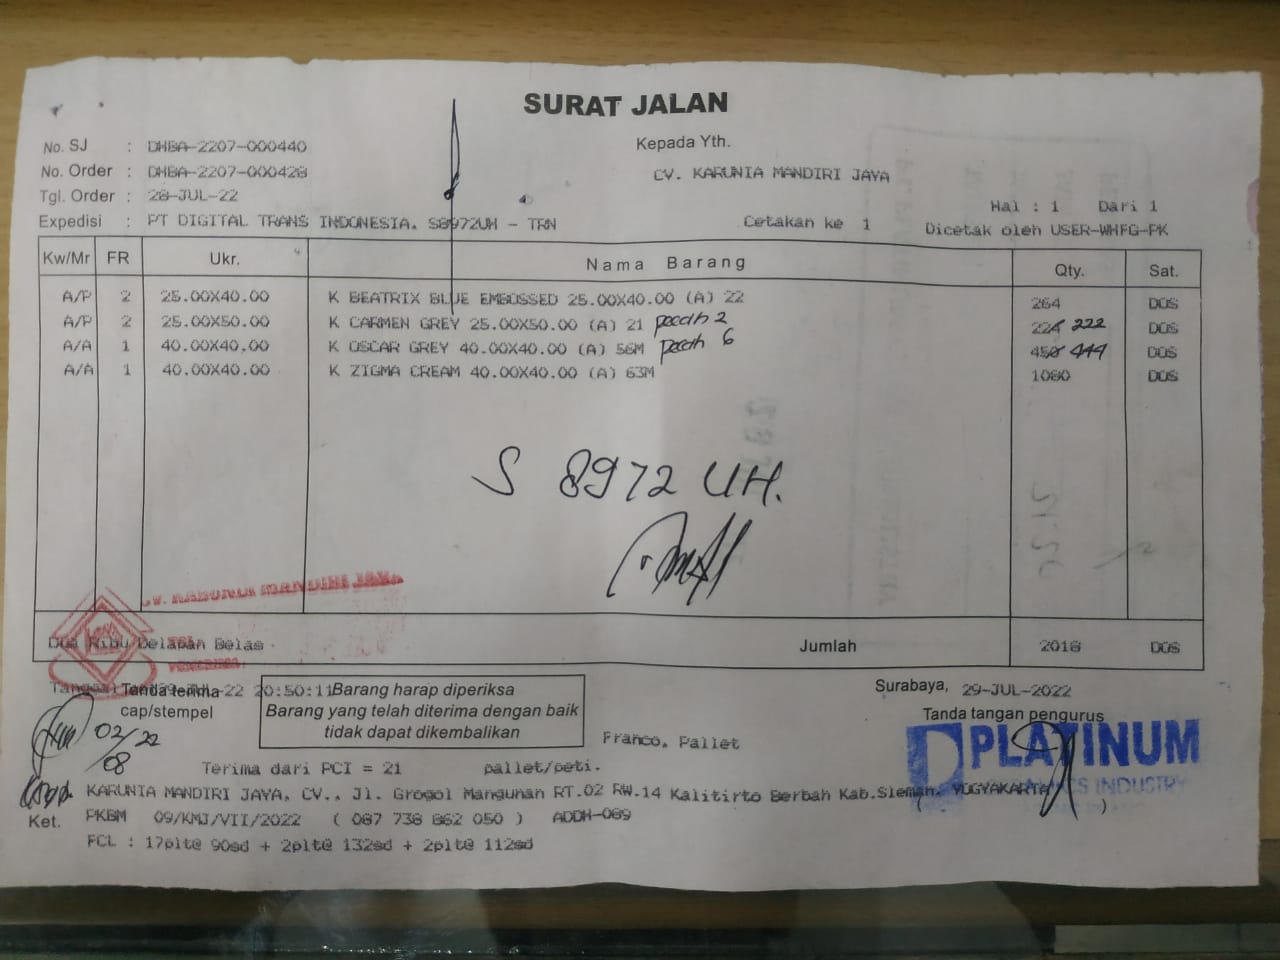 SURAT JALAN
No. SJ : DHBA-2207-000440
Kepada Yth.
No. Order : DHBA-2207-000428
CV. KARUNIA MANDIRI JAYA
Tgl. Order : 28-JUL-22
Hal : 1 Dari 1
Expedisi : PT DIGITAL TRANS INDONESIA. S8972UH - TRN
Cetakan ke 1
Dicetak oleh USER-WHFG-PK
Kw/Mr FR Ukr. Nama Barang Qty. Sat.
A/P 2 25.00X40.00 K BEATRIX BLUE EMBOSSED 25.00X40.00 (A) 22 264 DOS
A/P 2 25.00X50.00 K CARMEN GREY 25.00X50.00 (A) 21 pecah 2 224 222 DOS
A/A 1 40.00X40.00 K OSCAR GREY 40.00X40.00 (A) 56M pecah 6 450 444 DOS
A/A 1 40.00X40.00 K ZIGMA CREAM 40.00X40.00 (A) 63M 1080 DOS
S 8972 UH.
CV. KARUNIA MANDIRI JAYA
Dua Ribu Delapan Belas Jumlah 2018 DOS
29-JUL-22 20:50:11
Tanda terima
cap/stempel
Barang harap diperiksa
Barang yang telah diterima dengan baik
tidak dapat dikembalikan
Surabaya, 29-JUL-2022
Tanda tangan pengurus
02/08 22
Franco, Pallet
PLATINUM
CERAMICS INDUSTRY
Terima dari PCI = 21 pallet/peti.
KARUNIA MANDIRI JAYA, CV., Jl. Grogol Mangunan RT.02 RW.14 Kalitirto Berbah Kab.Sleman, YOGYAKARTA
Ket. PKBM 09/KMJ/VII/2022 ( 087 738 862 050 ) ADDH-089
FCL : 17plt@ 90sd + 2plt@ 132sd + 2plt@ 112sd